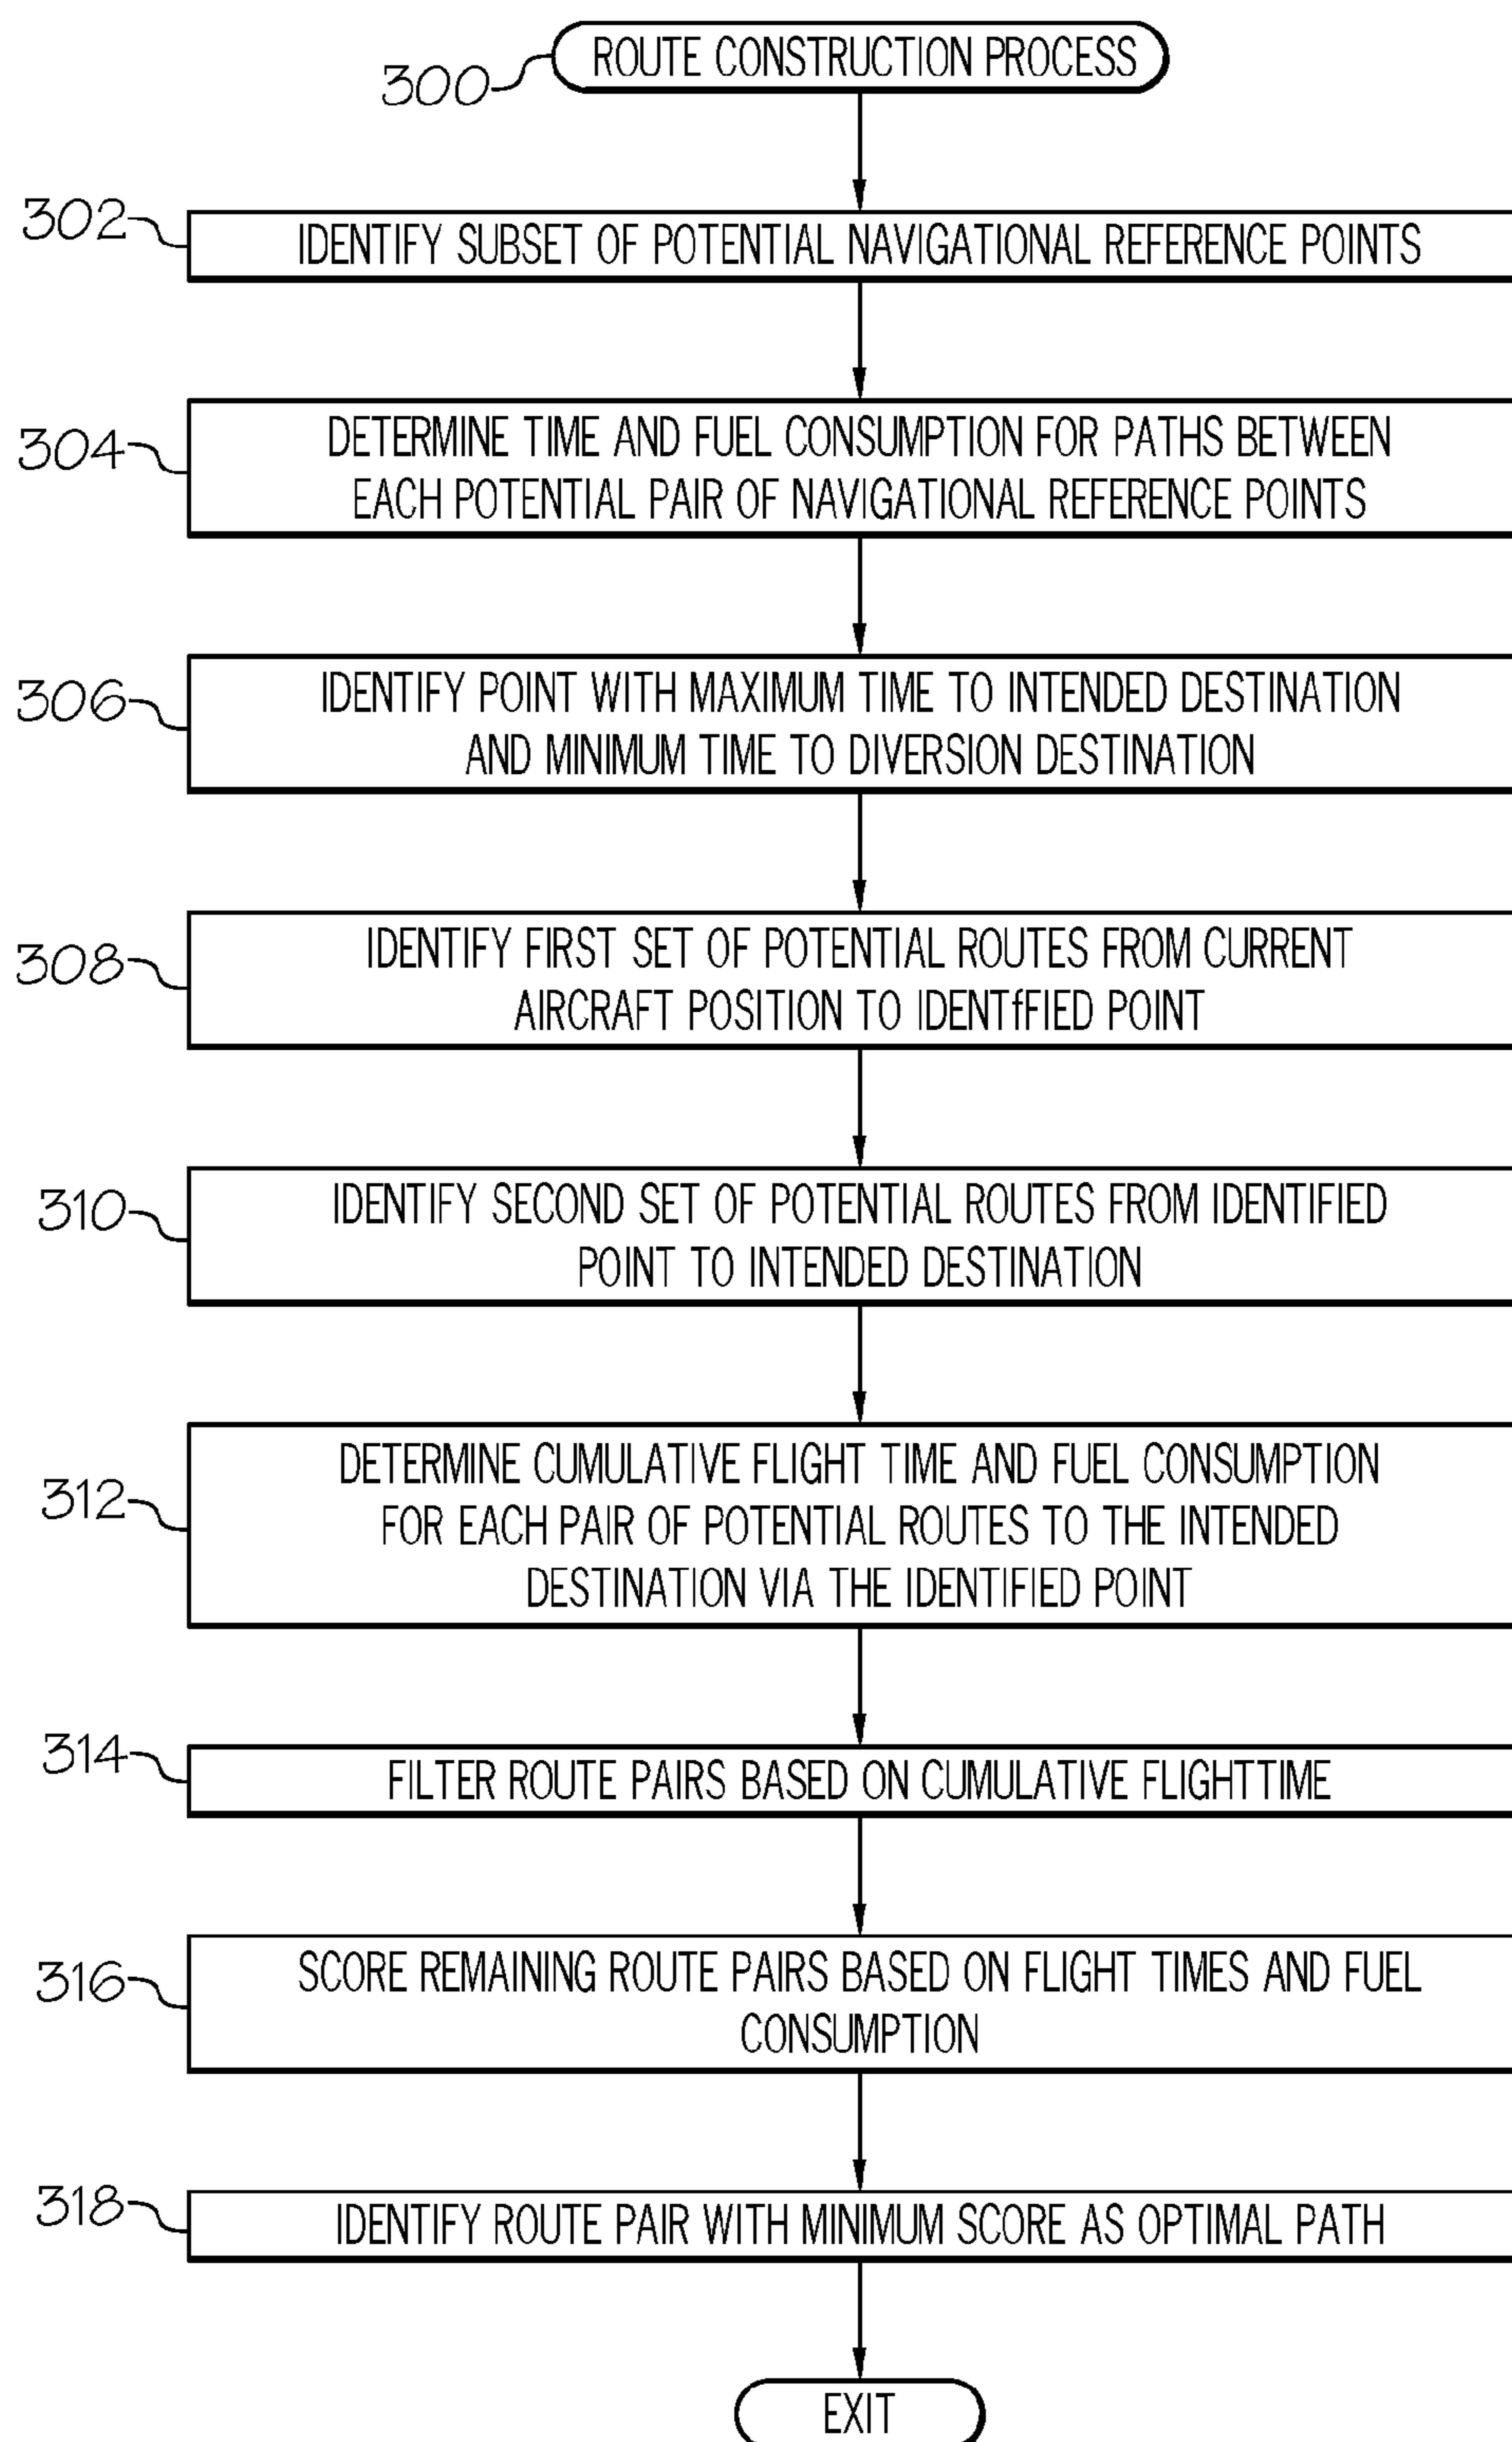 ROUTE CONSTRUCTION PROCESS
300
302
IDENTIFY SUBSET OF POTENTIAL NAVIGATIONAL REFERENCE POINTS
304
DETERMINE TIME AND FUEL CONSUMPTION FOR PATHS BETWEEN
EACH POTENTIAL PAIR OF NAVIGATIONAL REFERENCE POINTS
306
IDENTIFY POINT WITH MAXIMUM TIME TO INTENDED DESTINATION
AND MINIMUM TIME TO DIVERSION DESTINATION
308
IDENTIFY FIRST SET OF POTENTIAL ROUTES FROM CURRENT
AIRCRAFT POSITION TO IDENTfFIED POINT
310
IDENTIFY SECOND SET OF POTENTIAL ROUTES FROM IDENTIFIED
POINT TO INTENDED DESTINATION
312
DETERMINE CUMULATIVE FLIGHT TIME AND FUEL CONSUMPTION
FOR EACH PAIR OF POTENTIAL ROUTES TO THE INTENDED
DESTINATION VIA THE IDENTIFIED POINT
314
FILTER ROUTE PAIRS BASED ON CUMULATIVE FLIGHTTIME
316
SCORE REMAINING ROUTE PAIRS BASED ON FLIGHT TIMES AND FUEL
CONSUMPTION
318
IDENTIFY ROUTE PAIR WITH MINIMUM SCORE AS OPTIMAL PATH
EXIT